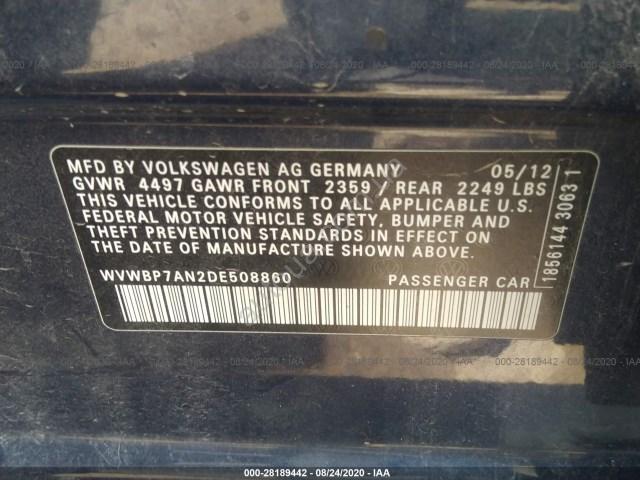 MFD BY VOLKSWAGEN AG GERMANY 05/12
GVWR 4497 GAWR FRONT 2359 / REAR 2249 LBS
THIS VEHICLE CONFORMS TO ALL APPLICABLE U.S.
FEDERAL MOTOR VEHICLE SAFETY, BUMPER AND
THEFT PREVENTION STANDARDS IN EFFECT ON
THE DATE OF MANUFACTURE SHOWN ABOVE.
WVWBP7AN2DE508860
PASSENGER CAR
1856144 3063 1
000-28189442 - 08/24/2020 - IAA